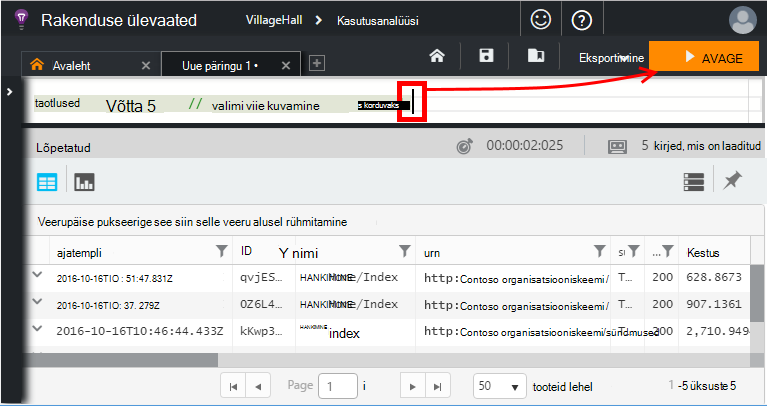 Rakenduse ülevaated VillageHall Kasutusanalüüsi
Avaleht Uue päringu 1 • Eksportimine AVAGE
taotlused Võtta 5 // valimi viie kuvamine s korduvaks
Lõpetatud 00:00:02:025 5 kirjed, mis on laaditud
Veerupäise pukseerige see siin selle veeru alusel rühmitamine
ajatempli ID Y nimi urn ... Kestus
2016-10-16TIO : 51:47.831Z qvjES... HANKIMINE/Index http:Contoso organisatsiooniskeemi/ T... 200 628.8673
2016-10-16TIO: 37. 279Z OZ6L4... HANKIMINE/Index http:Contoso organisatsiooniskeemi/ T... 200 907.1361
2016-10-16T10:46:44.433Z kKwp3... HANKIMINE index http:Contoso organisatsiooniskeemi/sündmused 200 2,710.949
Page 1 i 50 tooteid lehel 1 -5 üksuste 5